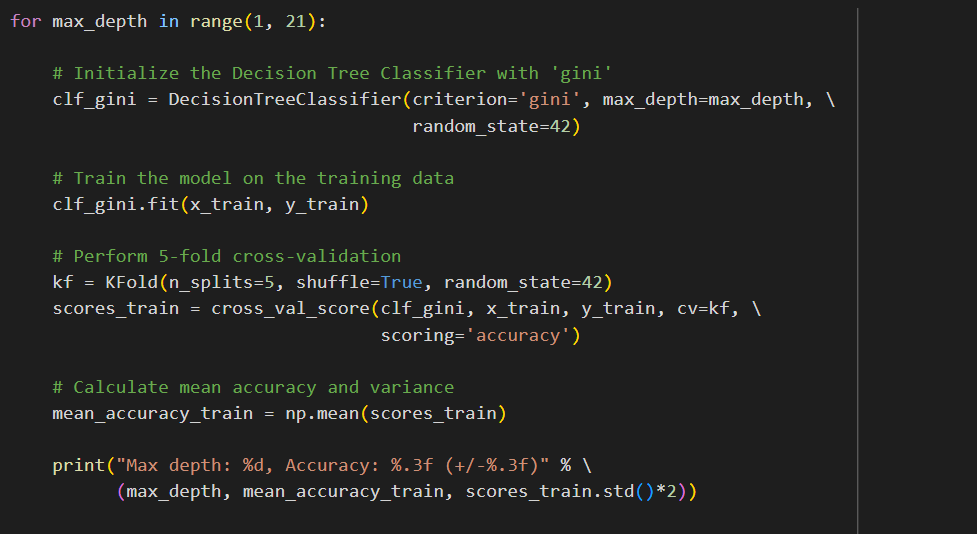 for max_depth in range(1, 21):
# Initialize the Decision Tree Classifier with 'gini'
clf_gini = DecisionTreeClassifier(criterion='gini', max_depth=max_depth, \
random_state=42)
# Train the model on the training data
clf_gini.fit(x_train, y_train)
# Perform 5-fold cross-validation
kf = KFold(n_splits=5, shuffle=True, random_state=42)
scores_train = cross_val_score(clf_gini, x_train, y_train, cv=kf, \
scoring='accuracy')
# Calculate mean accuracy and variance
mean_accuracy_train = np.mean(scores_train)
print("Max depth: %d, Accuracy: %.3f (+/-%.3f)" % \
(max_depth, mean_accuracy_train, scores_train.std()*2))